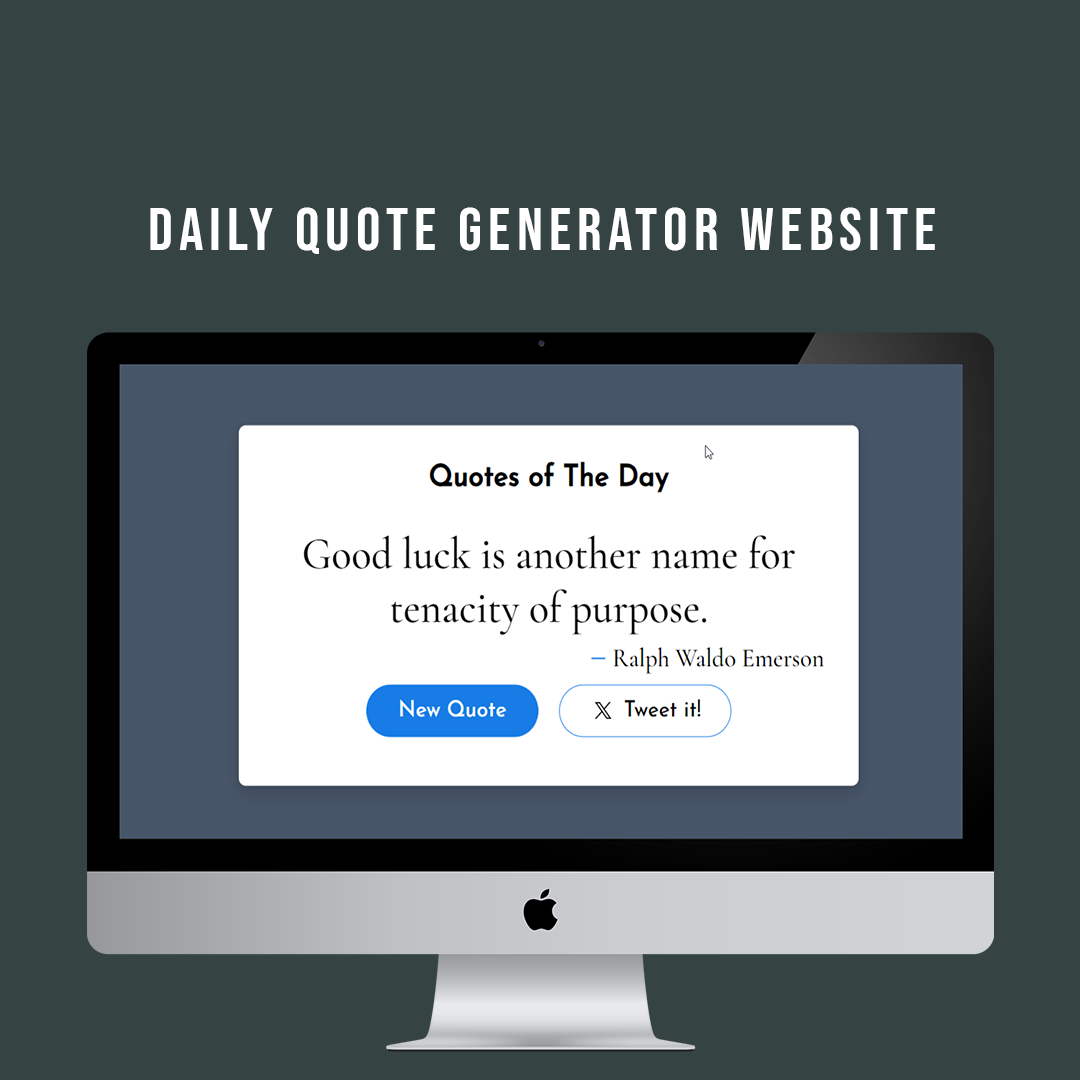 DAILY QUOTE GENERATOR WEBSITE
Quotes of The Day
Good luck is another name for
tenacity of purpose.
— Ralph Waldo Emerson
New Quote
X Tweet it!